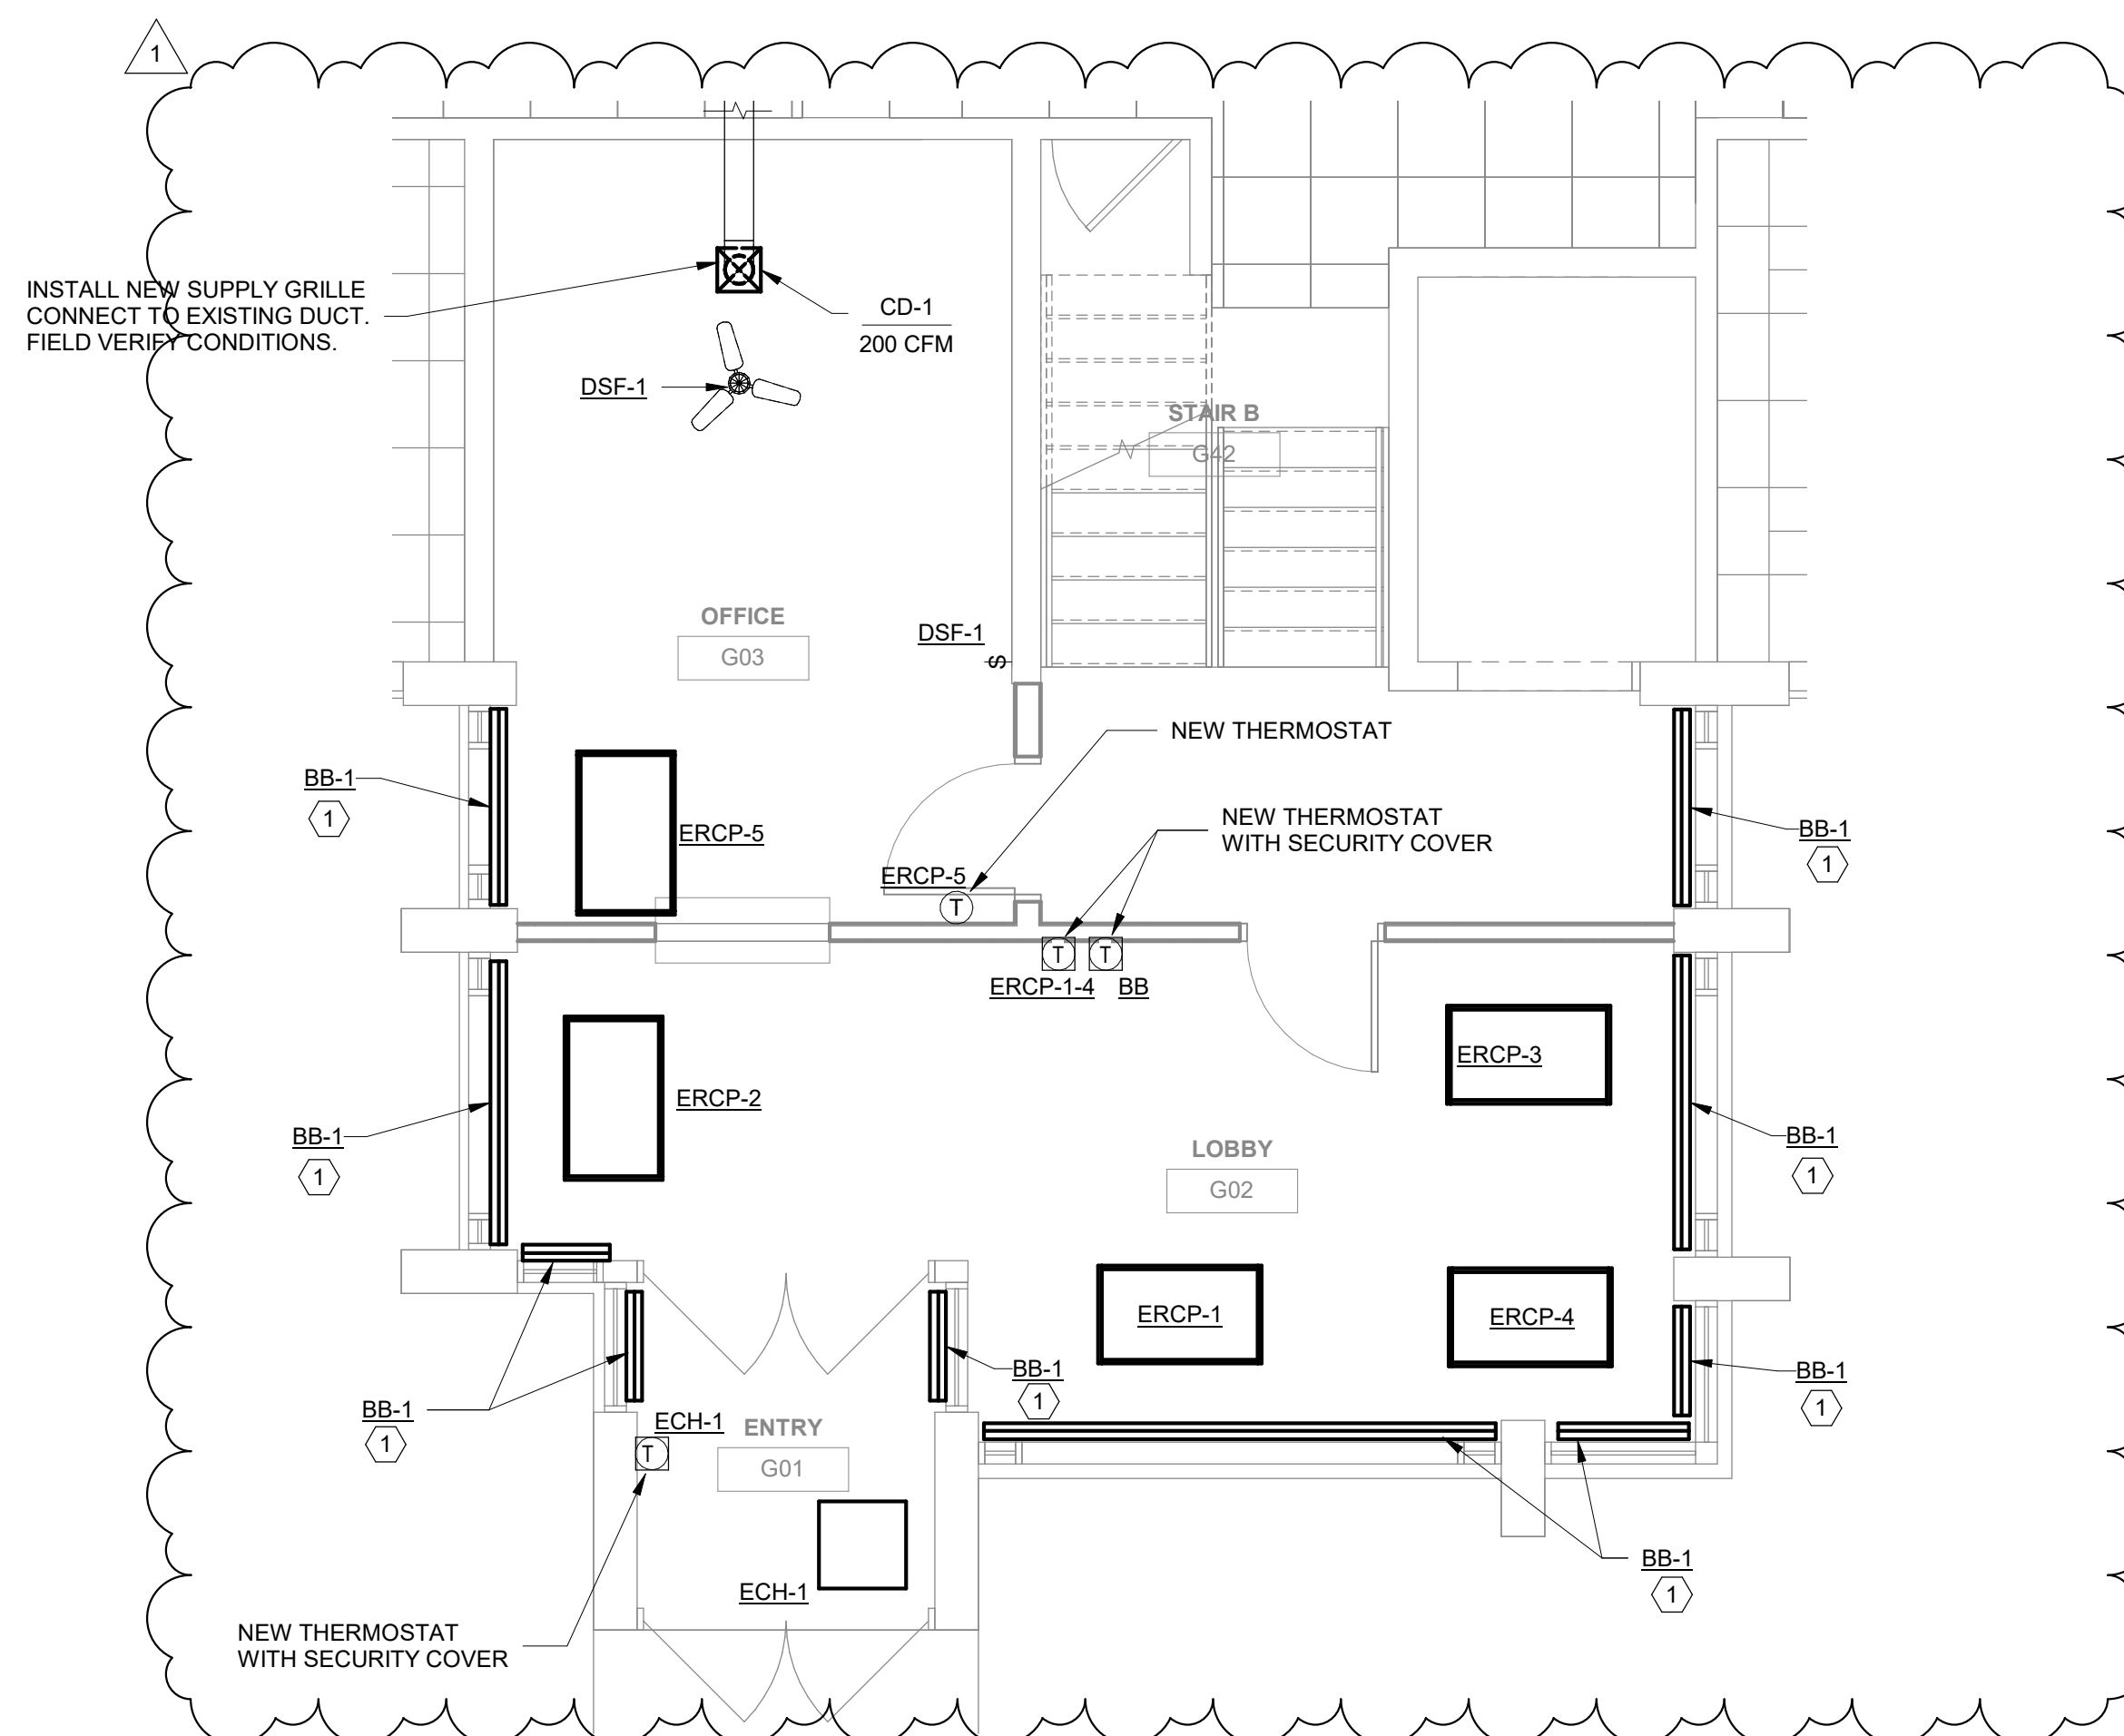 1
INSTALL NEW SUPPLY GRILLE
CONNECT TO EXISTING DUCT.
FIELD VERIFY CONDITIONS.
CD-1
200 CFM
DSF-1
STAIR B
G42
OFFICE
G03
DSF-1
S
NEW THERMOSTAT
BB-1
1
ERCP-5
NEW THERMOSTAT
WITH SECURITY COVER
BB-1
1
ERCP-5
T
T
T
ERCP-1-4
BB
ERCP-3
ERCP-2
BB-1
1
BB-1
1
LOBBY
G02
ERCP-1
ERCP-4
BB-1
1
BB-1
1
BB-1
1
ECH-1
T
ENTRY
G01
BB-1
1
ECH-1
NEW THERMOSTAT
WITH SECURITY COVER